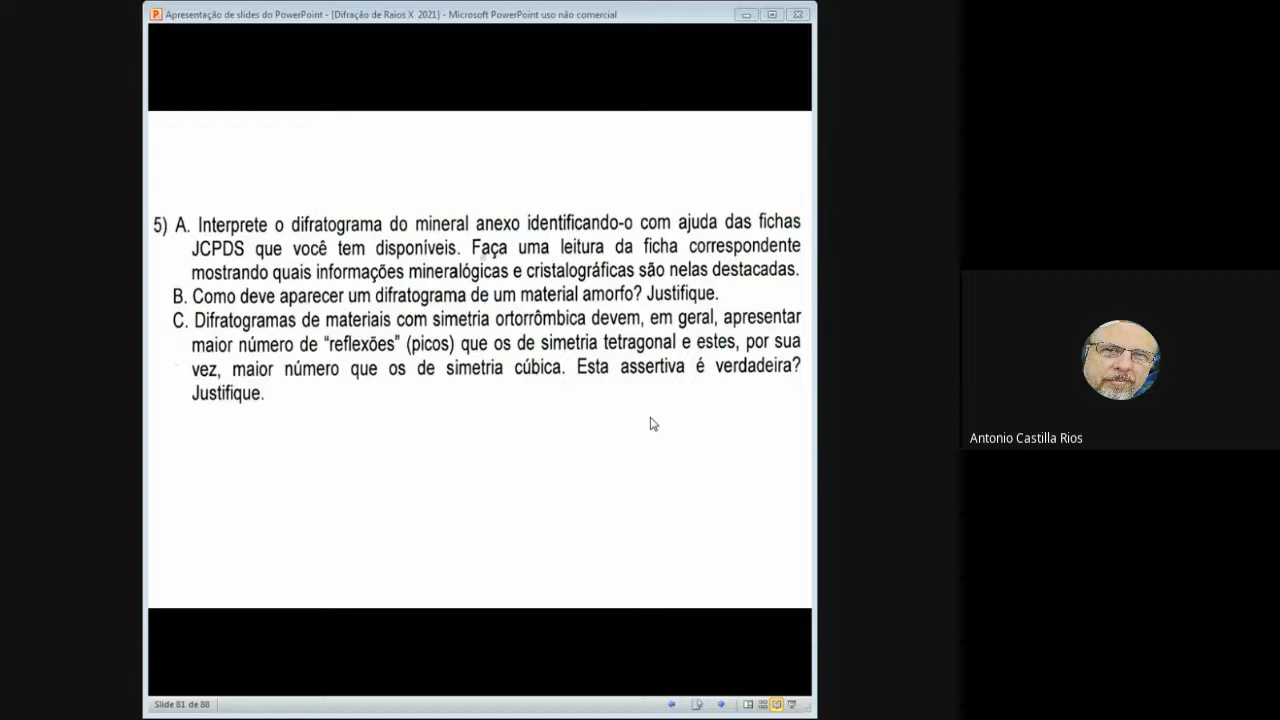 Apresentação de slides do PowerPoint - [Difração de Raios X 2021] - Microsoft PowerPoint uso não comercial
5) A. Interprete o difratograma do mineral anexo identificando-o com ajuda das fichas
JCPDS que você tem disponíveis. Faça uma leitura da ficha correspondente
mostrando quais informações mineralógicas e cristalográficas são nelas destacadas.
B. Como deve aparecer um difratograma de um material amorfo? Justifique.
C. Difratogramas de materiais com simetria ortorrômbica devem, em geral, apresentar
maior número de “reflexões” (picos) que os de simetria tetragonal e estes, por sua
vez, maior número que os de simetria cúbica. Esta assertiva é verdadeira?
Justifique.
Antonio Castilla Rios
Slide 81 de 88